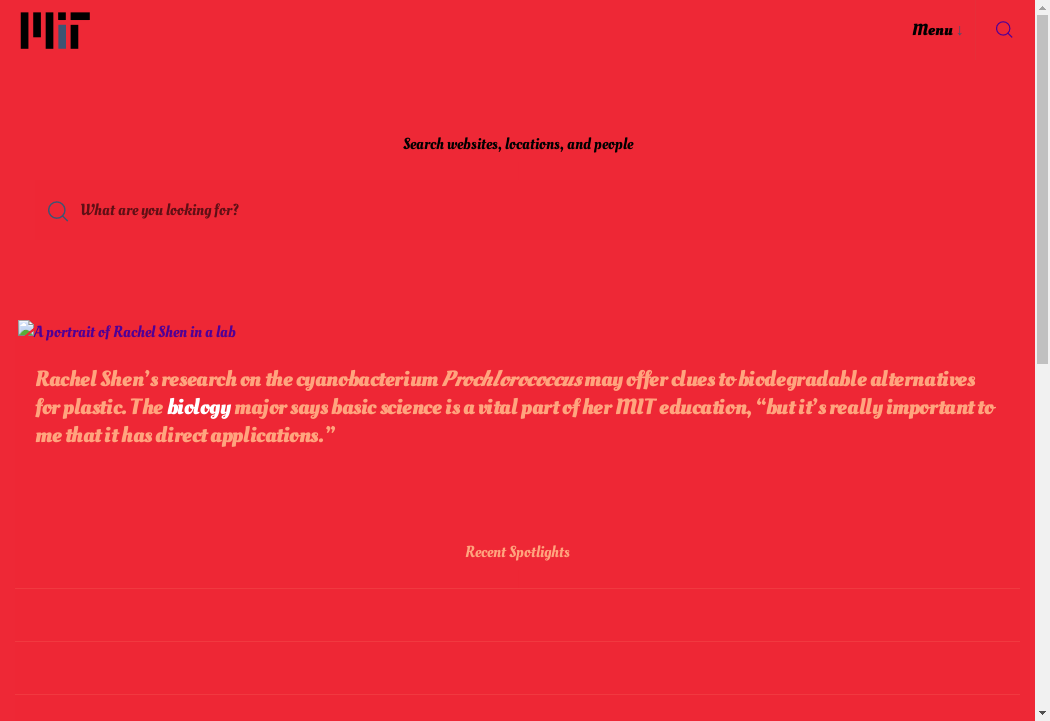 MIT
Menu ↓
Search websites, locations, and people
What are you looking for?
A portrait of Rachel Shen in a lab
Rachel Shen’s research on the cyanobacterium Prochlorococcus may offer clues to biodegradable alternatives
for plastic. The biology major says basic science is a vital part of her MIT education, “but it’s really important to
me that it has direct applications.”
Recent Spotlights